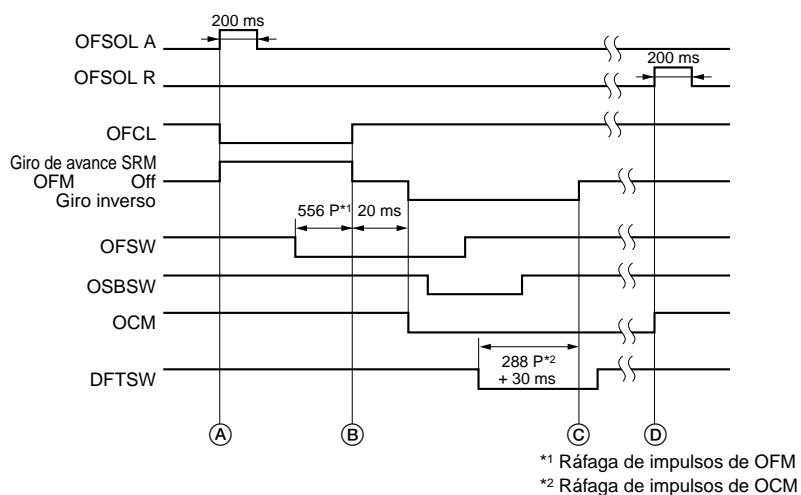 200 ms
OFSOL A
OFSOL R
200 ms
OFCL
Giro de avance SRM
OFM Off
Giro inverso
556 P*1
20 ms
OFSW
OSBSW
OCM
288 P*2
+ 30 ms
DFTSW
A
B
C
D
*1 Ráfaga de impulsos de OFM
*2 Ráfaga de impulsos de OCM